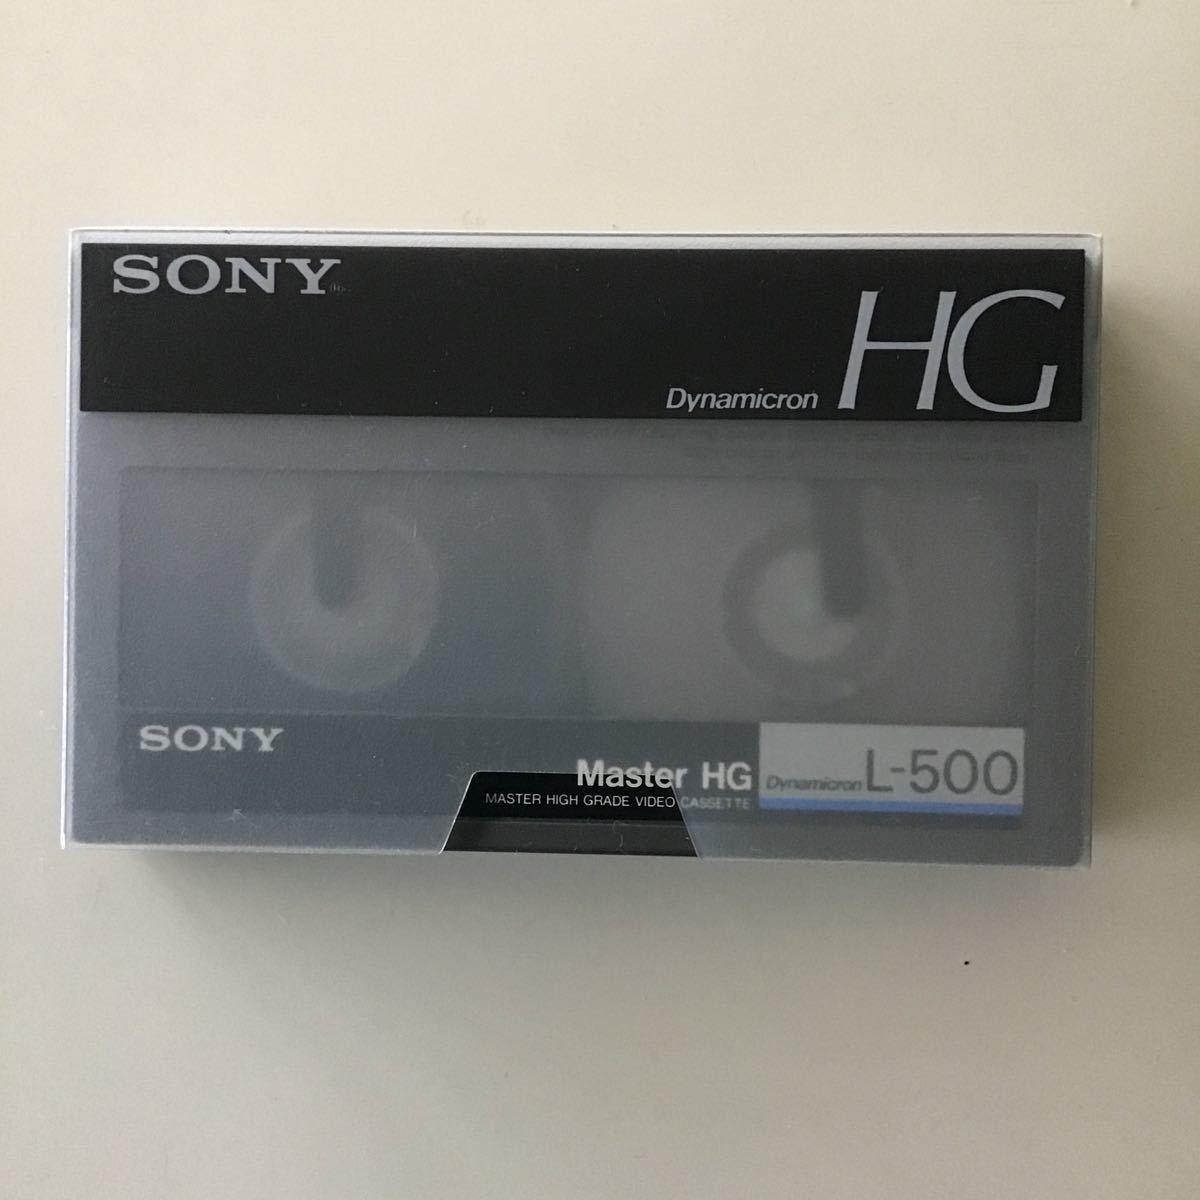 SONY®
Dynamicron HG
SONY
Master HG
MASTER HIGH GRADE VIDEO CASSETTE
Dynamicron L-500